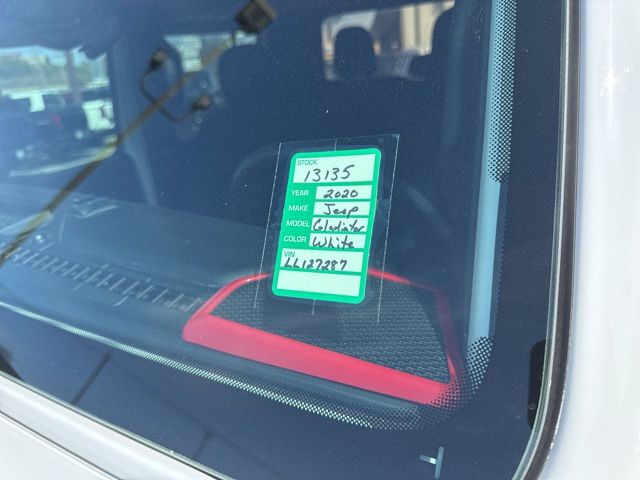 STOCK
13135
YEAR 2020
MAKE Jeep
MODEL Gladiator
COLOR White
VIN
LL127287